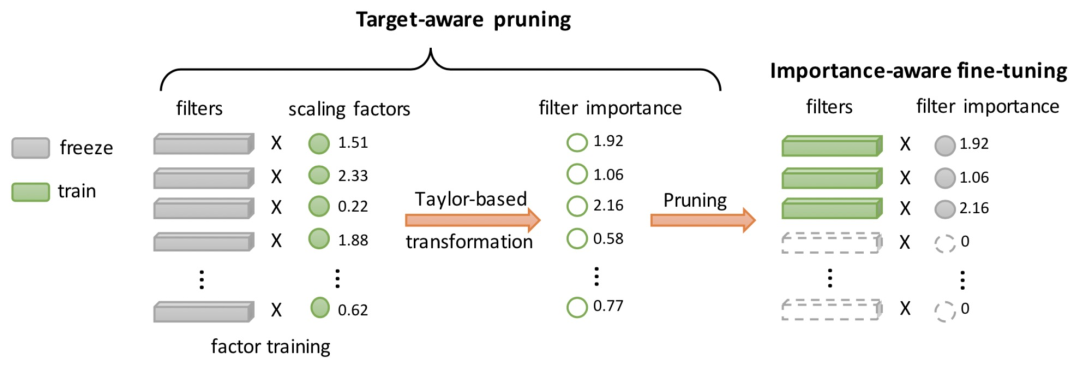 Target-aware pruning
Importance-aware fine-tuning
filters scaling factors filter importance filters filter importance
freeze
train
X 1.51 1.92 X 1.92
X 2.33 1.06 X 1.06
X 0.22 2.16 X 2.16
X 1.88 0.58 X 0
X 0.62 0.77 X 0
Taylor-based
transformation
Pruning
factor training